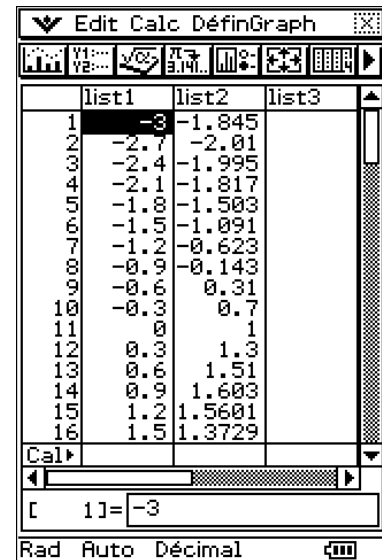 Edit Calc DéfinGraph
list1 list2 list3
1 -3 -1.845
2 -2.7 -2.01
3 -2.4 -1.995
4 -2.1 -1.817
5 -1.8 -1.503
6 -1.5 -1.091
7 -1.2 -0.623
8 -0.9 -0.143
9 -0.6 0.31
10 -0.3 0.7
11 0 1
12 0.3 1.3
13 0.6 1.51
14 0.9 1.603
15 1.2 1.5601
16 1.5 1.3729
Cal▶
[ 1]= -3
Rad Auto Décimal